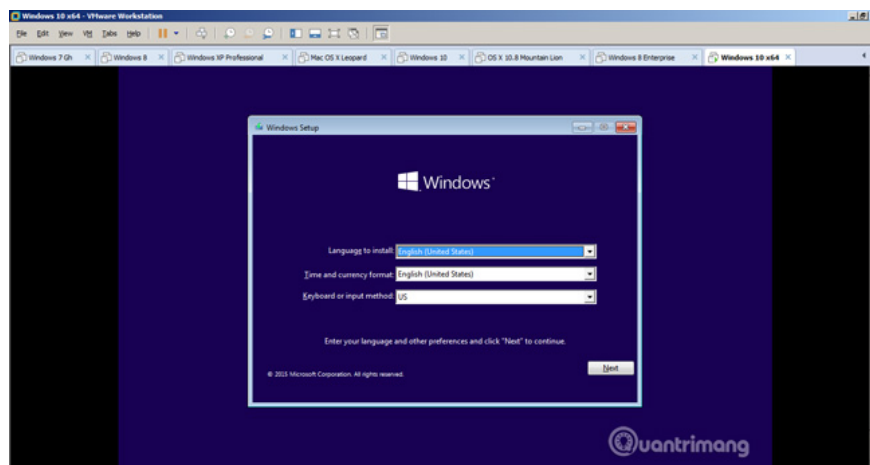 Windows 10 x64 - VMware Workstation
File Edit View VM Tabs Help
Windows 7 Gh Windows 8 Windows XP Professional Mac OS X Leopard Windows 10 OS X 10.8 Mountain Lion Windows 8 Enterprise Windows 10 x64
Windows Setup
Windows
Language to install: English (United States)
Time and currency format: English (United States)
Keyboard or input method: US
Enter your language and other preferences and click "Next" to continue.
© 2015 Microsoft Corporation. All rights reserved.
Next
Quantrimang